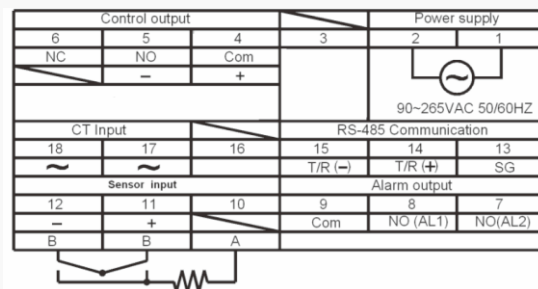 Control output Power supply
6 5 4 3 2 1
NC NO Com
− +
90~265VAC 50/60HZ
CT Input RS-485 Communication
18 17 16 15 14 13
~ ~ T/R (−) T/R (+) SG
Sensor input Alarm output
12 11 10 9 8 7
− + Com NO (AL1) NO(AL2)
B B A